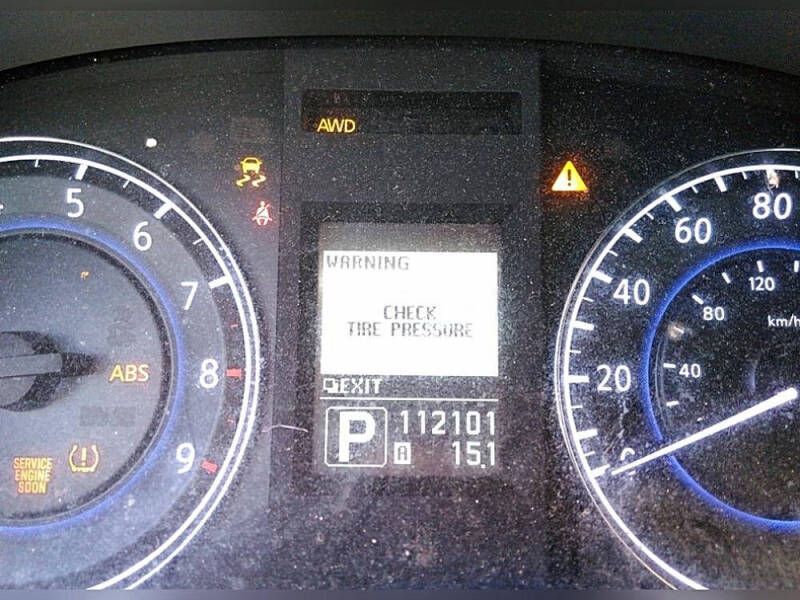 AWD
5
6
7
8
9
ABS
SERVICE
ENGINE
SOON
WARNING
CHECK
TIRE PRESSURE
EXIT
P
112101
A 15.1
80
60
40
20
0
120
80
40
km/h